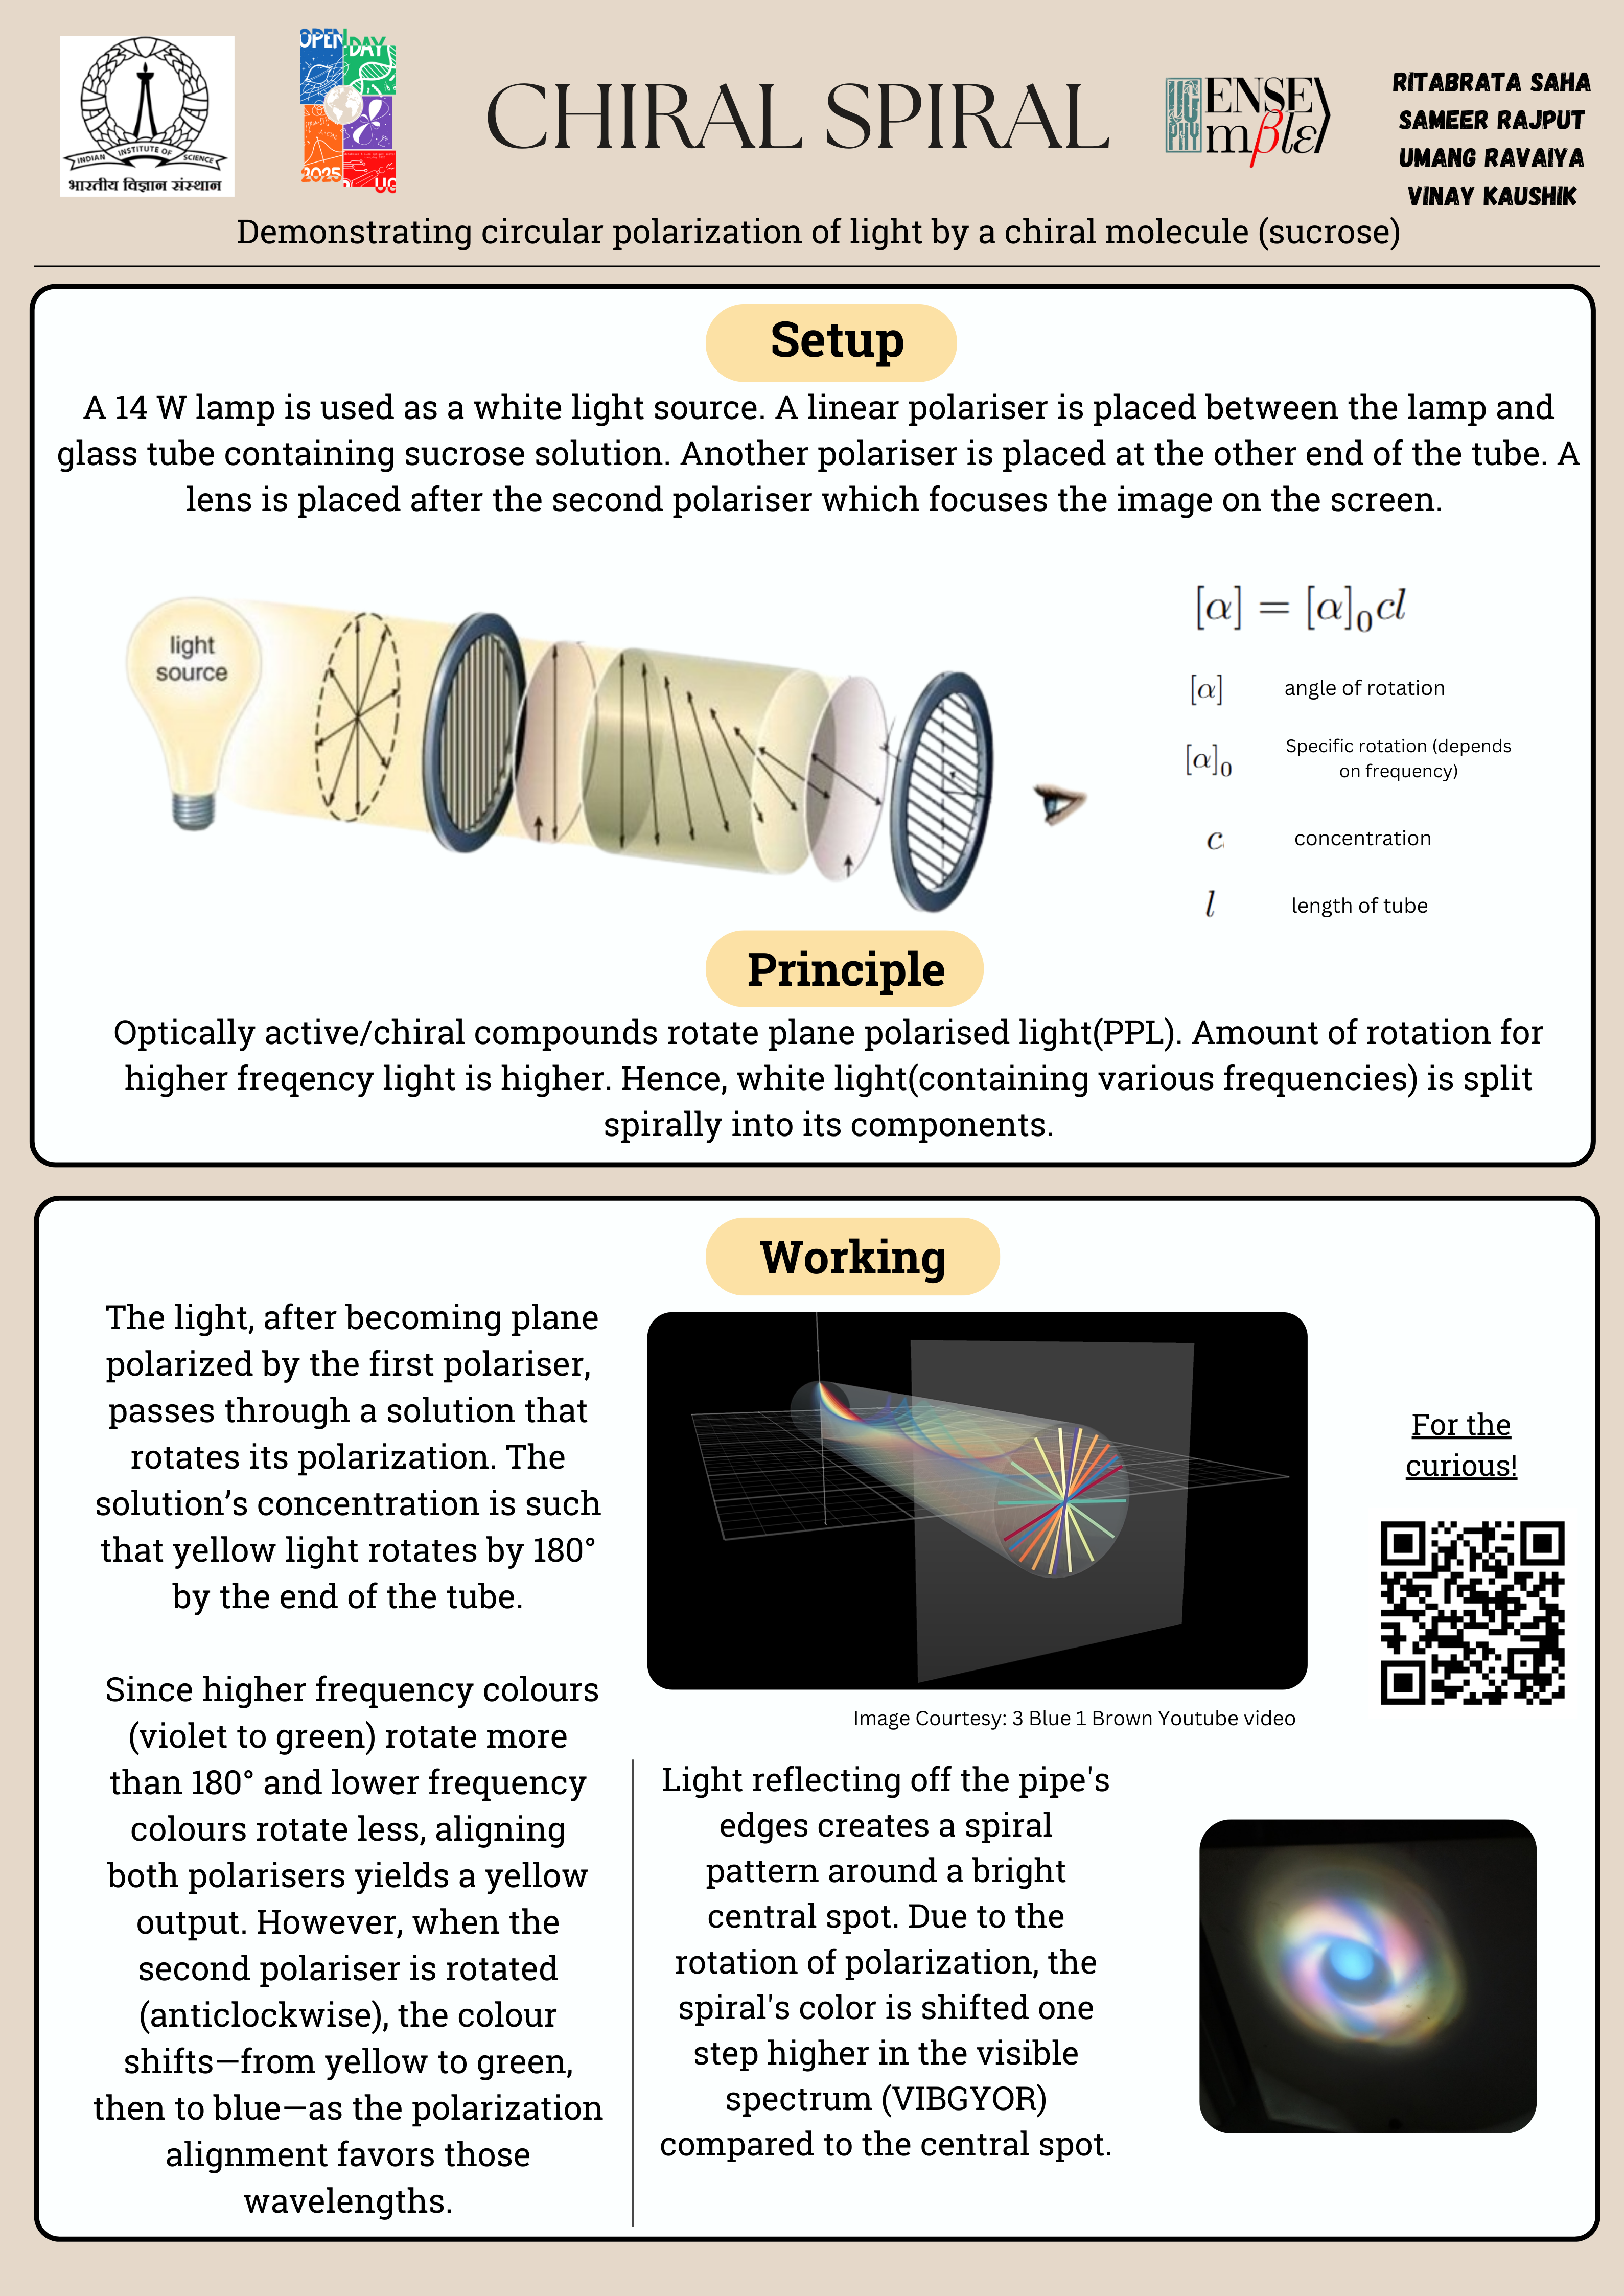 OPEN DAY
2025
UG
INDIAN INSTITUTE OF SCIENCE
भारतीय विज्ञान संस्थान
CHIRAL SPIRAL
UG
PHY
ENSE
mβlε⟩
RITABRATA SAHA
SAMEER RAJPUT
UMANG RAVAIYA
VINAY KAUSHIK
Demonstrating circular polarization of light by a chiral molecule (sucrose)
Setup
A 14 W lamp is used as a white light source. A linear polariser is placed between the lamp and
glass tube containing sucrose solution. Another polariser is placed at the other end of the tube. A
lens is placed after the second polariser which focuses the image on the screen.
light
source
[α] = [α]₀cl
[α] angle of rotation
[α]₀ Specific rotation (depends
on frequency)
c concentration
l length of tube
Principle
Optically active/chiral compounds rotate plane polarised light(PPL). Amount of rotation for
higher freqency light is higher. Hence, white light(containing various frequencies) is split
spirally into its components.
Working
The light, after becoming plane
polarized by the first polariser,
passes through a solution that
rotates its polarization. The
solution’s concentration is such
that yellow light rotates by 180°
by the end of the tube.
Since higher frequency colours
(violet to green) rotate more
than 180° and lower frequency
colours rotate less, aligning
both polarisers yields a yellow
output. However, when the
second polariser is rotated
(anticlockwise), the colour
shifts—from yellow to green,
then to blue—as the polarization
alignment favors those
wavelengths.
For the
curious!
Image Courtesy: 3 Blue 1 Brown Youtube video
Light reflecting off the pipe's
edges creates a spiral
pattern around a bright
central spot. Due to the
rotation of polarization, the
spiral's color is shifted one
step higher in the visible
spectrum (VIBGYOR)
compared to the central spot.